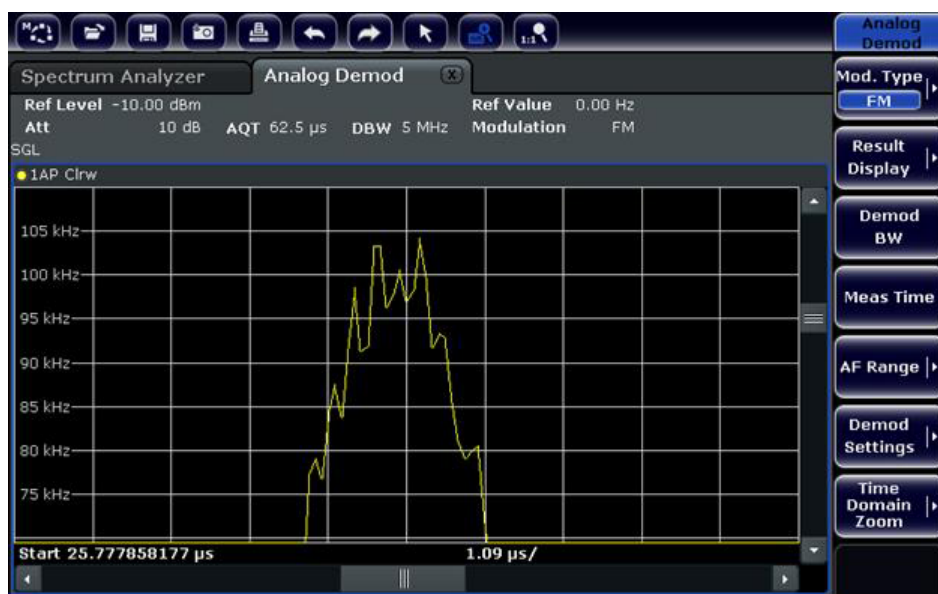 M
1:1
Analog
Demod
Spectrum Analyzer
Analog Demod X
Ref Level -10.00 dBm Ref Value 0.00 Hz
Att 10 dB AQT 62.5 µs DBW 5 MHz Modulation FM
SGL
1AP Clrw
105 kHz
100 kHz
95 kHz
90 kHz
85 kHz
80 kHz
75 kHz
Start 25.777858177 µs 1.09 µs/
Mod. Type
FM
Result
Display
Demod
BW
Meas Time
AF Range
Demod
Settings
Time
Domain
Zoom